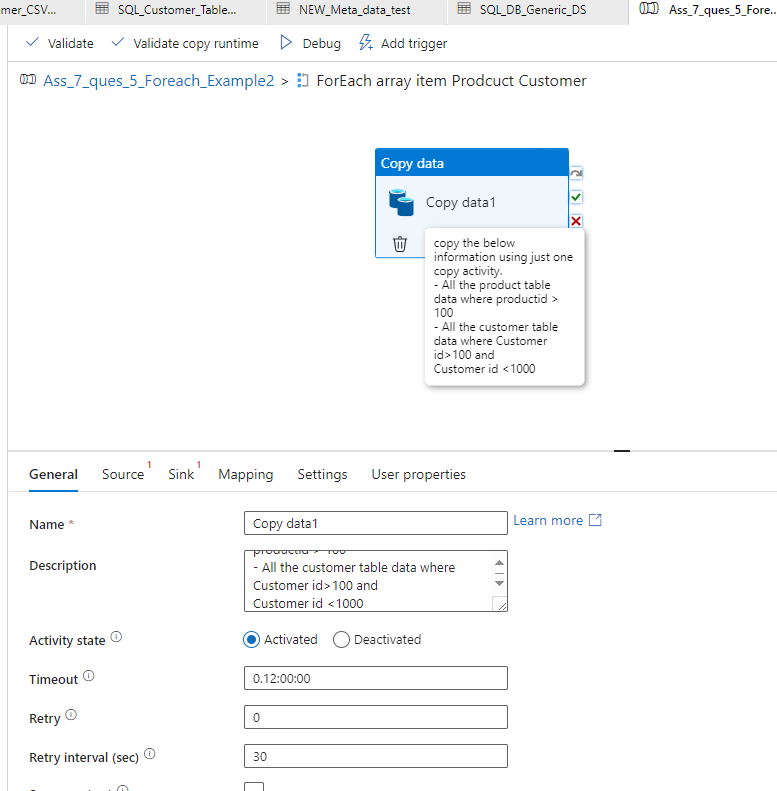 mer_CSV...
SQL_Customer_Table...
NEW_Meta_data_test
SQL_DB_Generic_DS
Ass_7_ques_5_Fore...
Validate
Validate copy runtime
Debug
Add trigger
Ass_7_ques_5_Foreach_Example2 > ForEach array item Prodcuct Customer
Copy data
Copy data1
copy the below
information using just one
copy activity.
- All the product table
data where productid >
100
- All the customer table
data where Customer
id>100 and
Customer id <1000
General
Source 1
Sink 1
Mapping
Settings
User properties
Name *
Copy data1
Learn more
Description
productid > 100
- All the customer table data where
Customer id>100 and
Customer id <1000
Activity state
Activated
Deactivated
Timeout
0.12:00:00
Retry
0
Retry interval (sec)
30